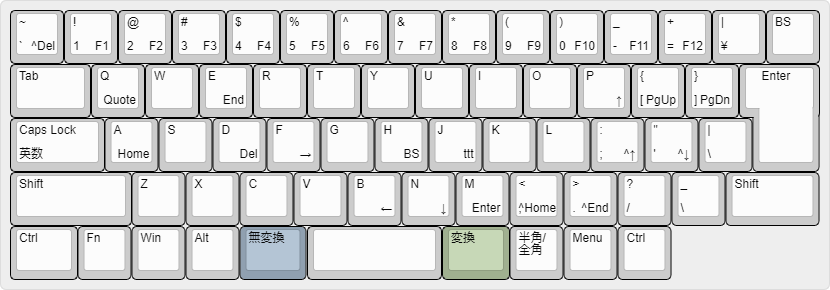 ~ ! @ # $ % ^ & * ( ) _ + | BS
` ^Del 1 F1 2 F2 3 F3 4 F4 5 F5 6 F6 7 F7 8 F8 9 F9 0 F10 - F11 = F12 ¥
Tab Q W E R T Y U I O P { } Enter
Quote End ↑ [ PgUp ] PgDn
Caps Lock A S D F G H J K L : " |
英数 Home Del → BS ttt ; ^↑ ' ^↓ \
Shift Z X C V B N M < > ? _ Shift
← ↓ Enter , ^Home . ^End / \
Ctrl Fn Win Alt 無変換 変換 半角/ Menu Ctrl
全角